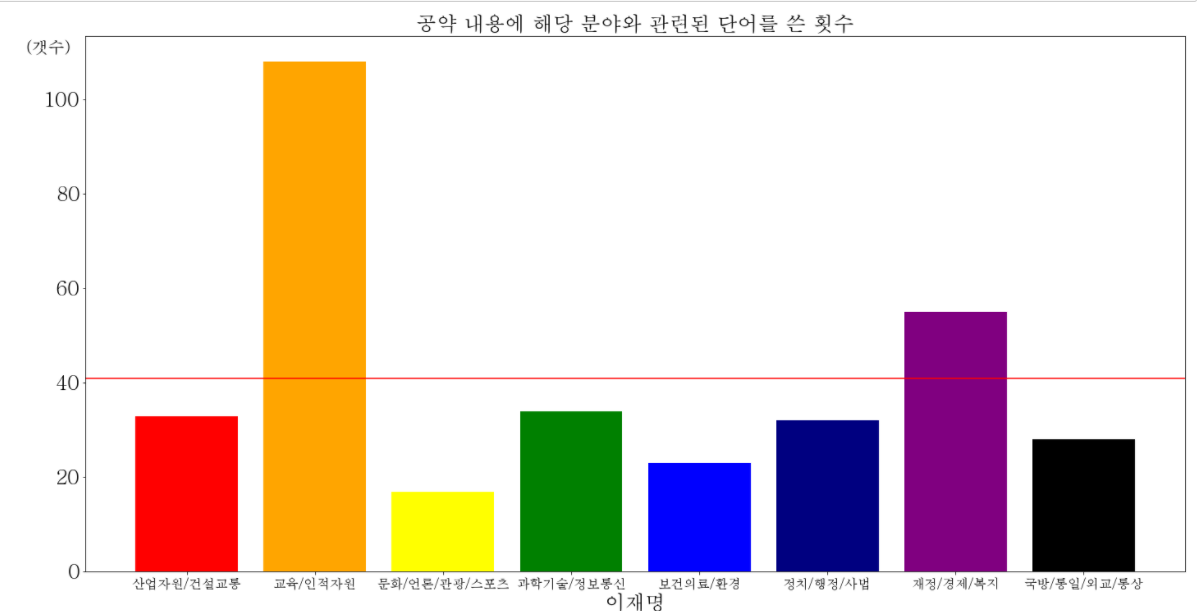 공약 내용에 해당 분야와 관련된 단어를 쓴 횟수
(갯수)
100
80
60
40
20
0
산업자원/건설교통 교육/인적자원 문화/언론/관광/스포츠 과학기술/정보통신 보건의료/환경 정치/행정/사법 재정/경제/복지 국방/통일/외교/통상
이재명